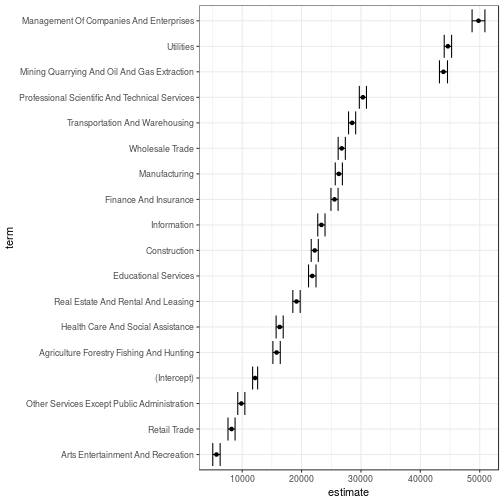 Management Of Companies And Enterprises
Utilities
Mining Quarrying And Oil And Gas Extraction
Professional Scientific And Technical Services
Transportation And Warehousing
Wholesale Trade
Manufacturing
Finance And Insurance
Information
Construction
Educational Services
Real Estate And Rental And Leasing
Health Care And Social Assistance
Agriculture Forestry Fishing And Hunting
(Intercept)
Other Services Except Public Administration
Retail Trade
Arts Entertainment And Recreation
term
10000 20000 30000 40000 50000
estimate